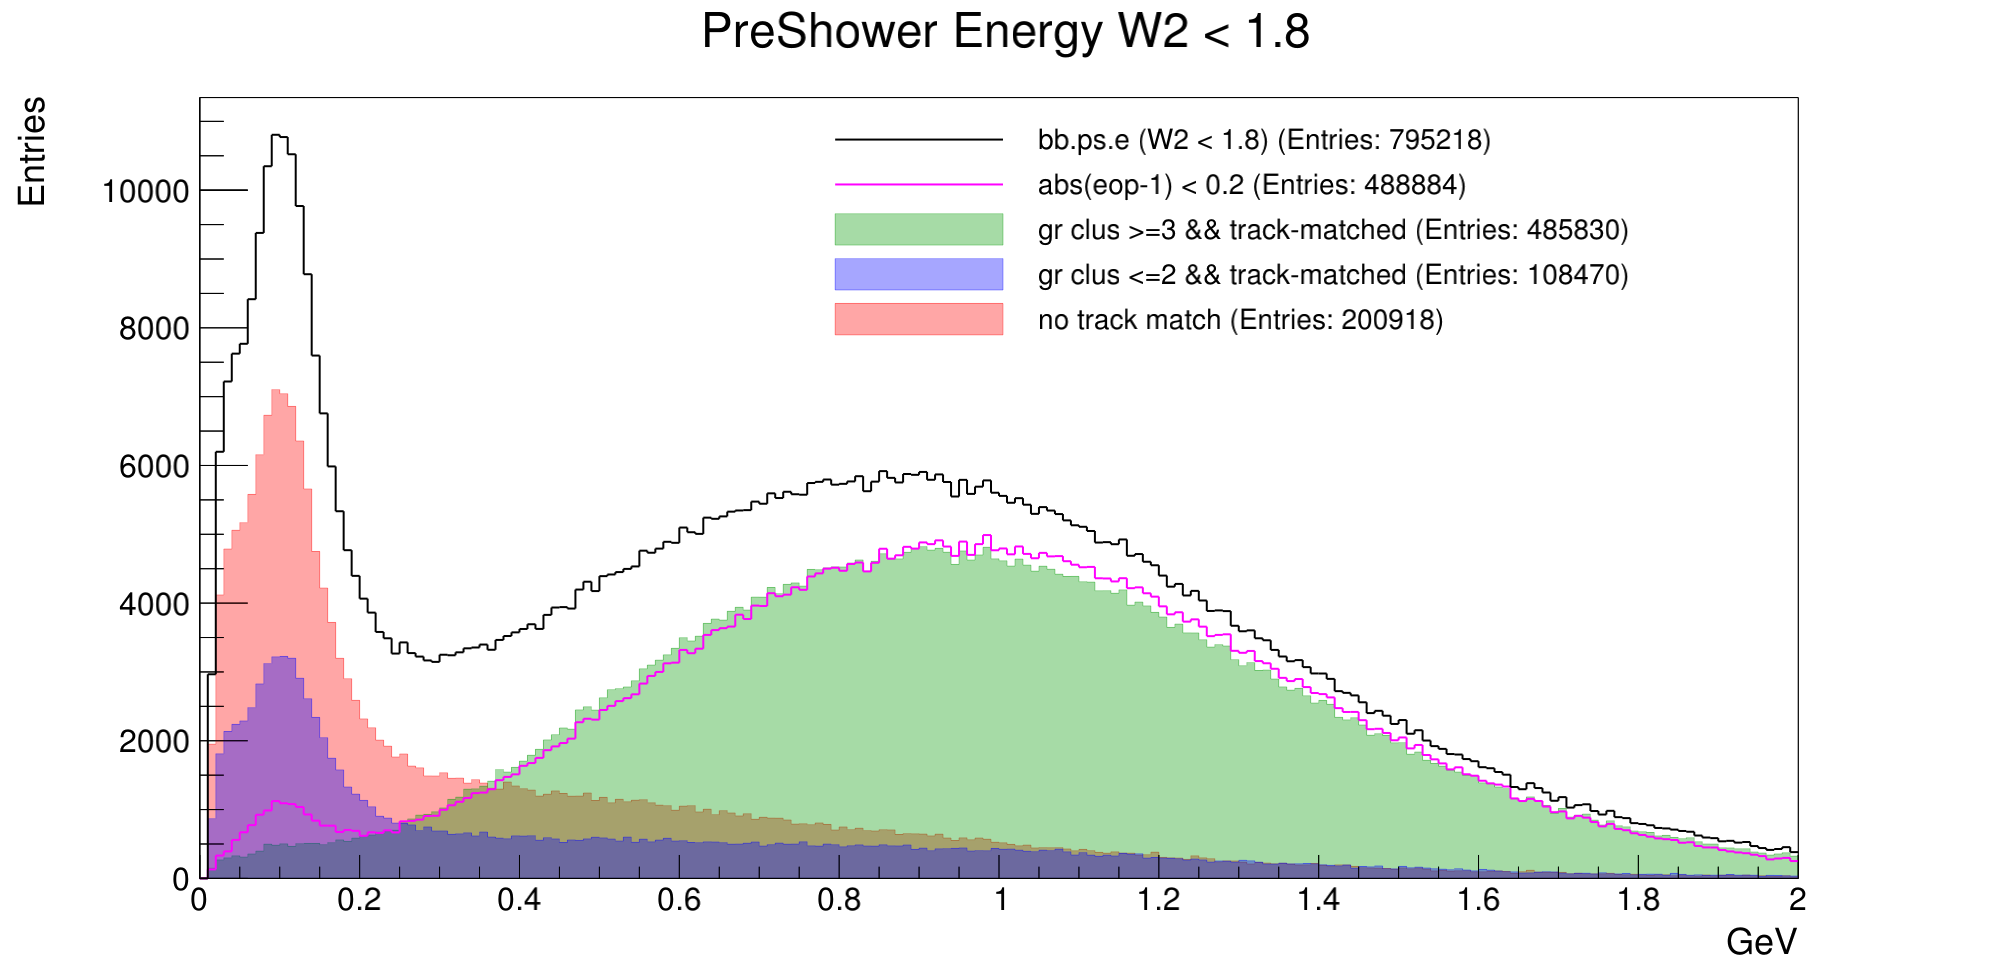 PreShower Energy W2 < 1.8
Entries
bb.ps.e (W2 < 1.8) (Entries: 795218)
abs(eop-1) < 0.2 (Entries: 488884)
gr clus >=3 && track-matched (Entries: 485830)
gr clus <=2 && track-matched (Entries: 108470)
no track match (Entries: 200918)
10000
8000
6000
4000
2000
0
0 0.2 0.4 0.6 0.8 1 1.2 1.4 1.6 1.8 2
GeV